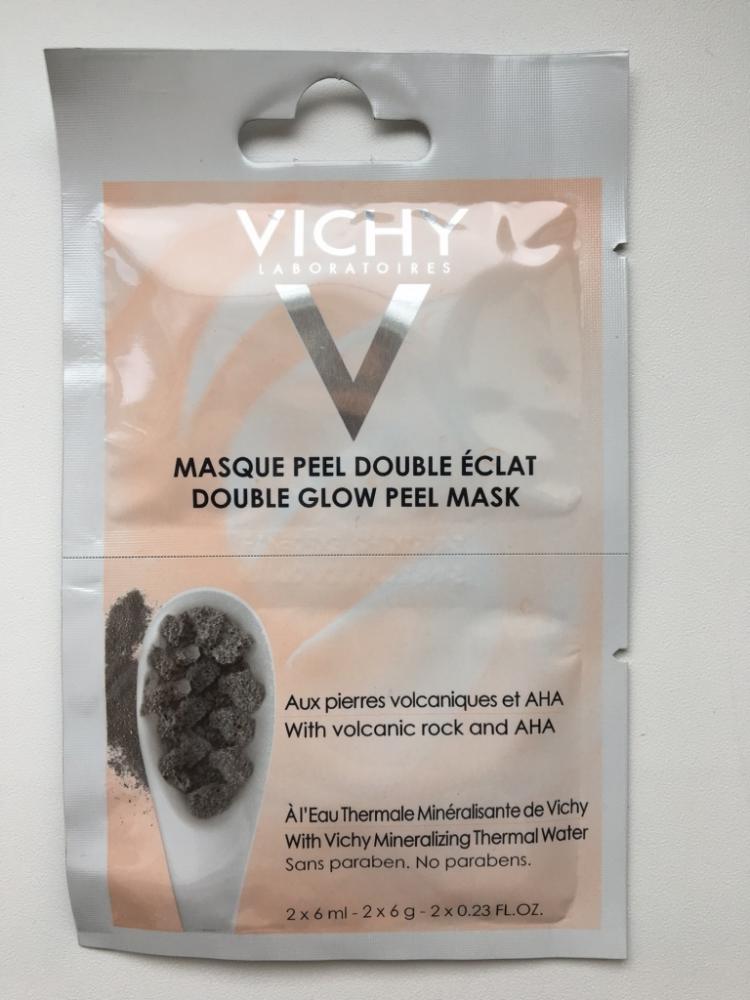 VICHY
LABORATOIRES
MASQUE PEEL DOUBLE ÉCLAT
DOUBLE GLOW PEEL MASK
Aux pierres volcaniques et AHA
With volcanic rock and AHA
À l'Eau Thermale Minéralisante de Vichy
With Vichy Mineralizing Thermal Water
Sans paraben. No parabens.
2 x 6 ml - 2 x 6 g - 2 x 0.23 FL.OZ.